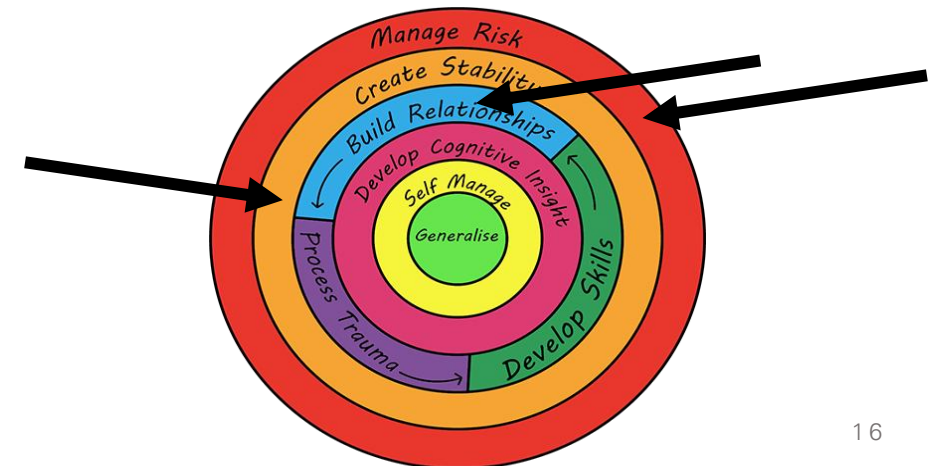 Manage Risk
Create Stability
Build Relationships
Develop Cognitive Insight
Self Manage
Generalise
Process Trauma
Develop Skills
16